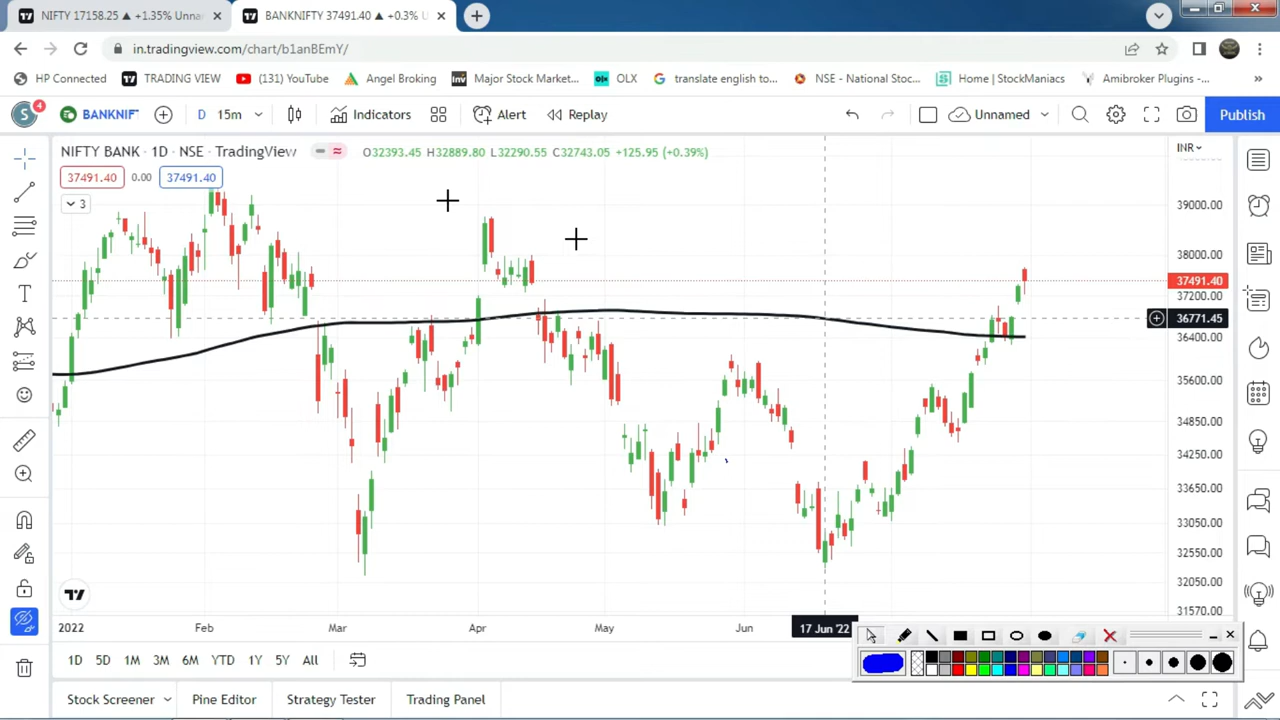 NIFTY 17158.25 ▲ +1.35% Unna
BANKNIFTY 37491.40 ▲ +0.3% U
in.tradingview.com/chart/b1anBEmY/
HP Connected TRADING VIEW (131) YouTube Angel Broking Major Stock Market... OLX translate english to... NSE - National Stoc... Home | StockManiacs Amibroker Plugins -... »
S 4 BANKNIF D 15m Indicators Alert Replay Unnamed Publish
NIFTY BANK · 1D · NSE · TradingView O32393.45 H32889.80 L32290.55 C32743.05 +125.95 (+0.39%) INR
37491.40 0.00 37491.40
3
39000.00
38000.00
37491.40
37200.00
36771.45
36400.00
35600.00
34850.00
34250.00
33650.00
33050.00
32550.00
32050.00
31570.00
2022 Feb Mar Apr May Jun 17 Jun '22
1D 5D 1M 3M YTD 5Y All
Stock Screener Pine Editor Strategy Tester Trading Panel